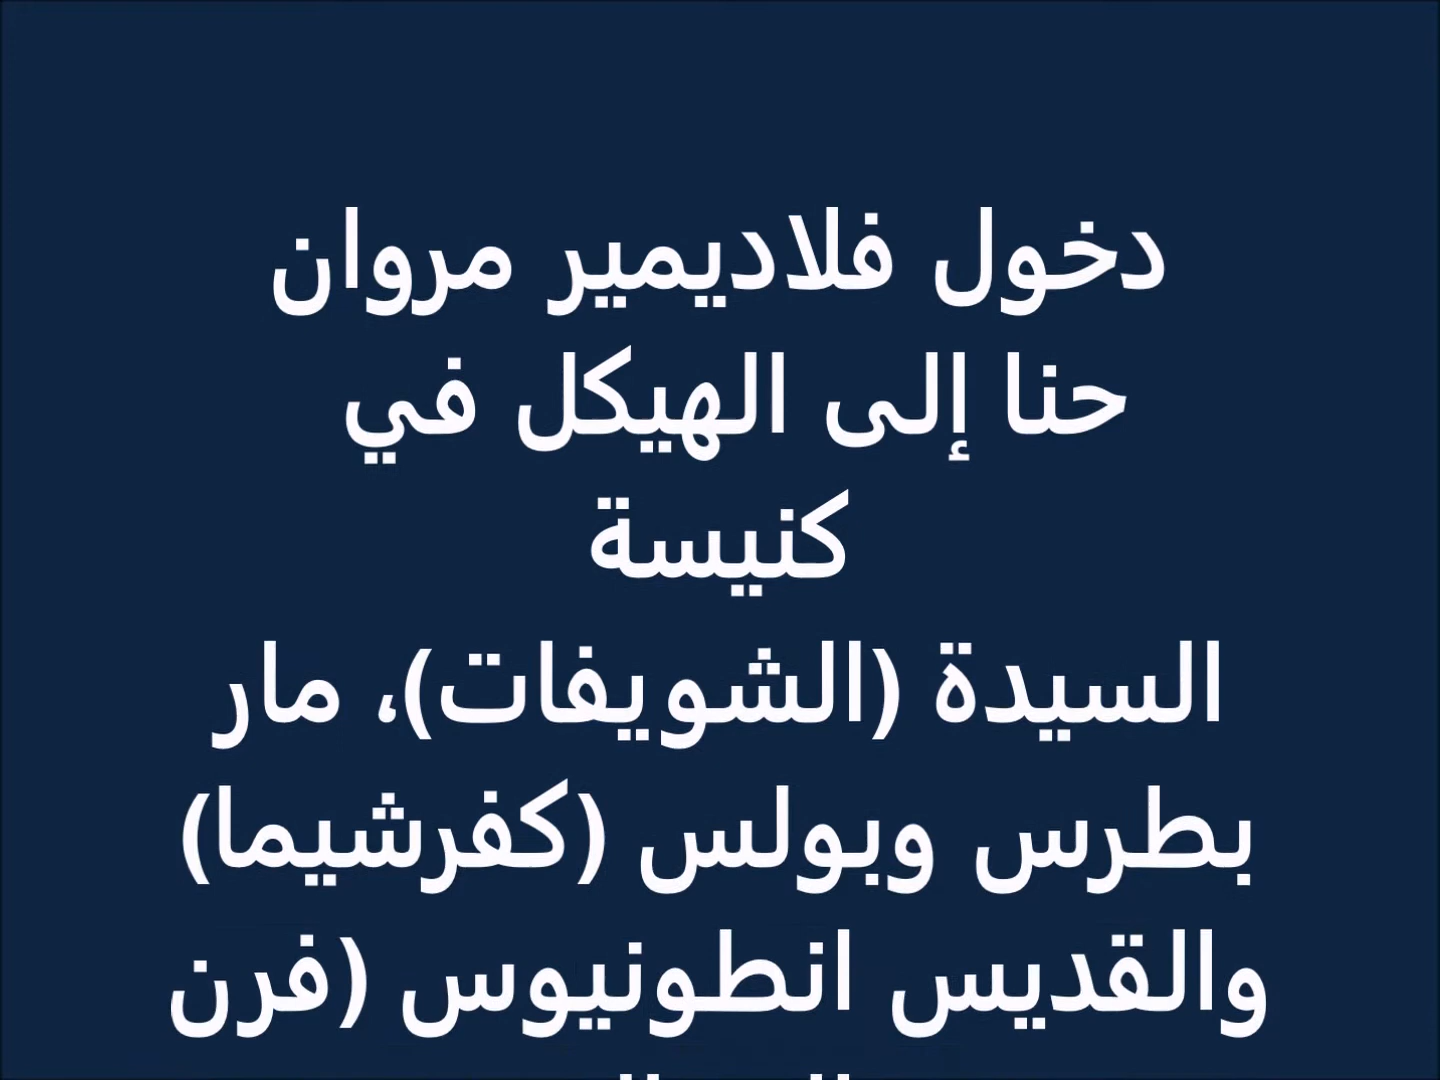 دخول فلاديمير مروان
حنا إلى الهيكل في
كنيسة
السيدة (الشويفات)، مار
بطرس وبولس (كفرشيما)
والقديس انطونيوس (فرن